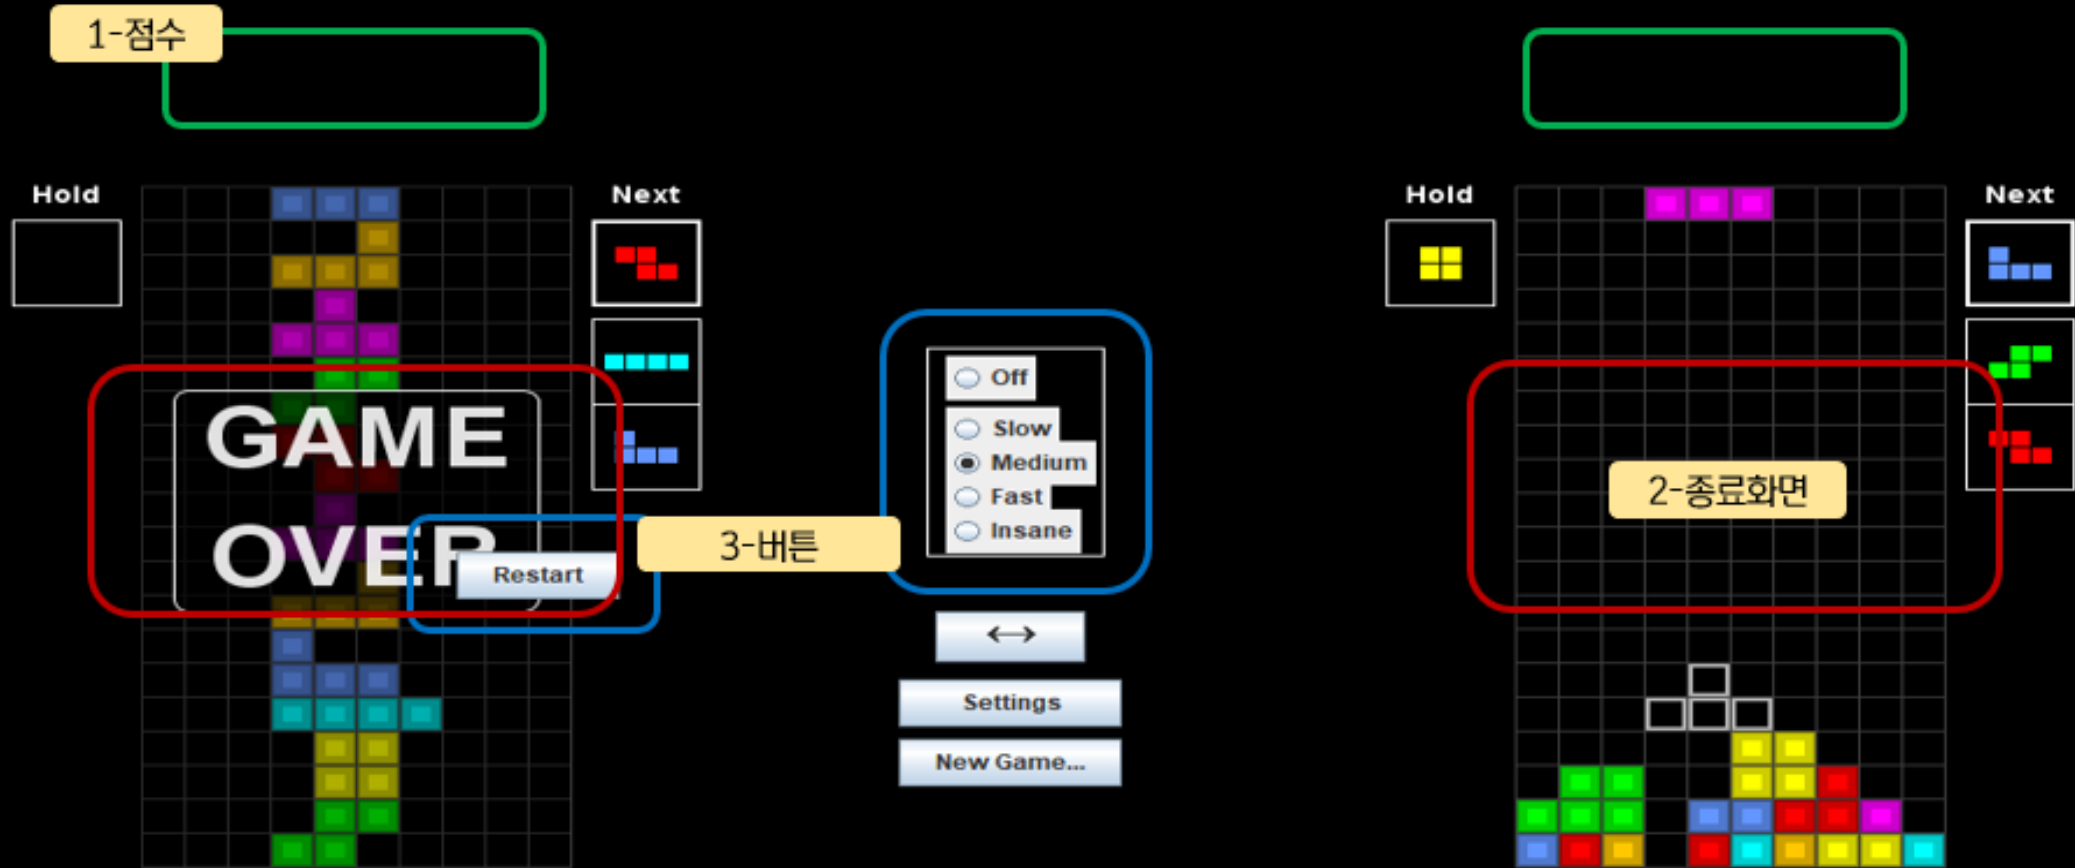 1-점수
Hold
Next
GAME
OVER
Restart
3-버튼
Off
Slow
Medium
Fast
Insane
↔
Settings
New Game...
Hold
Next
2-종료화면